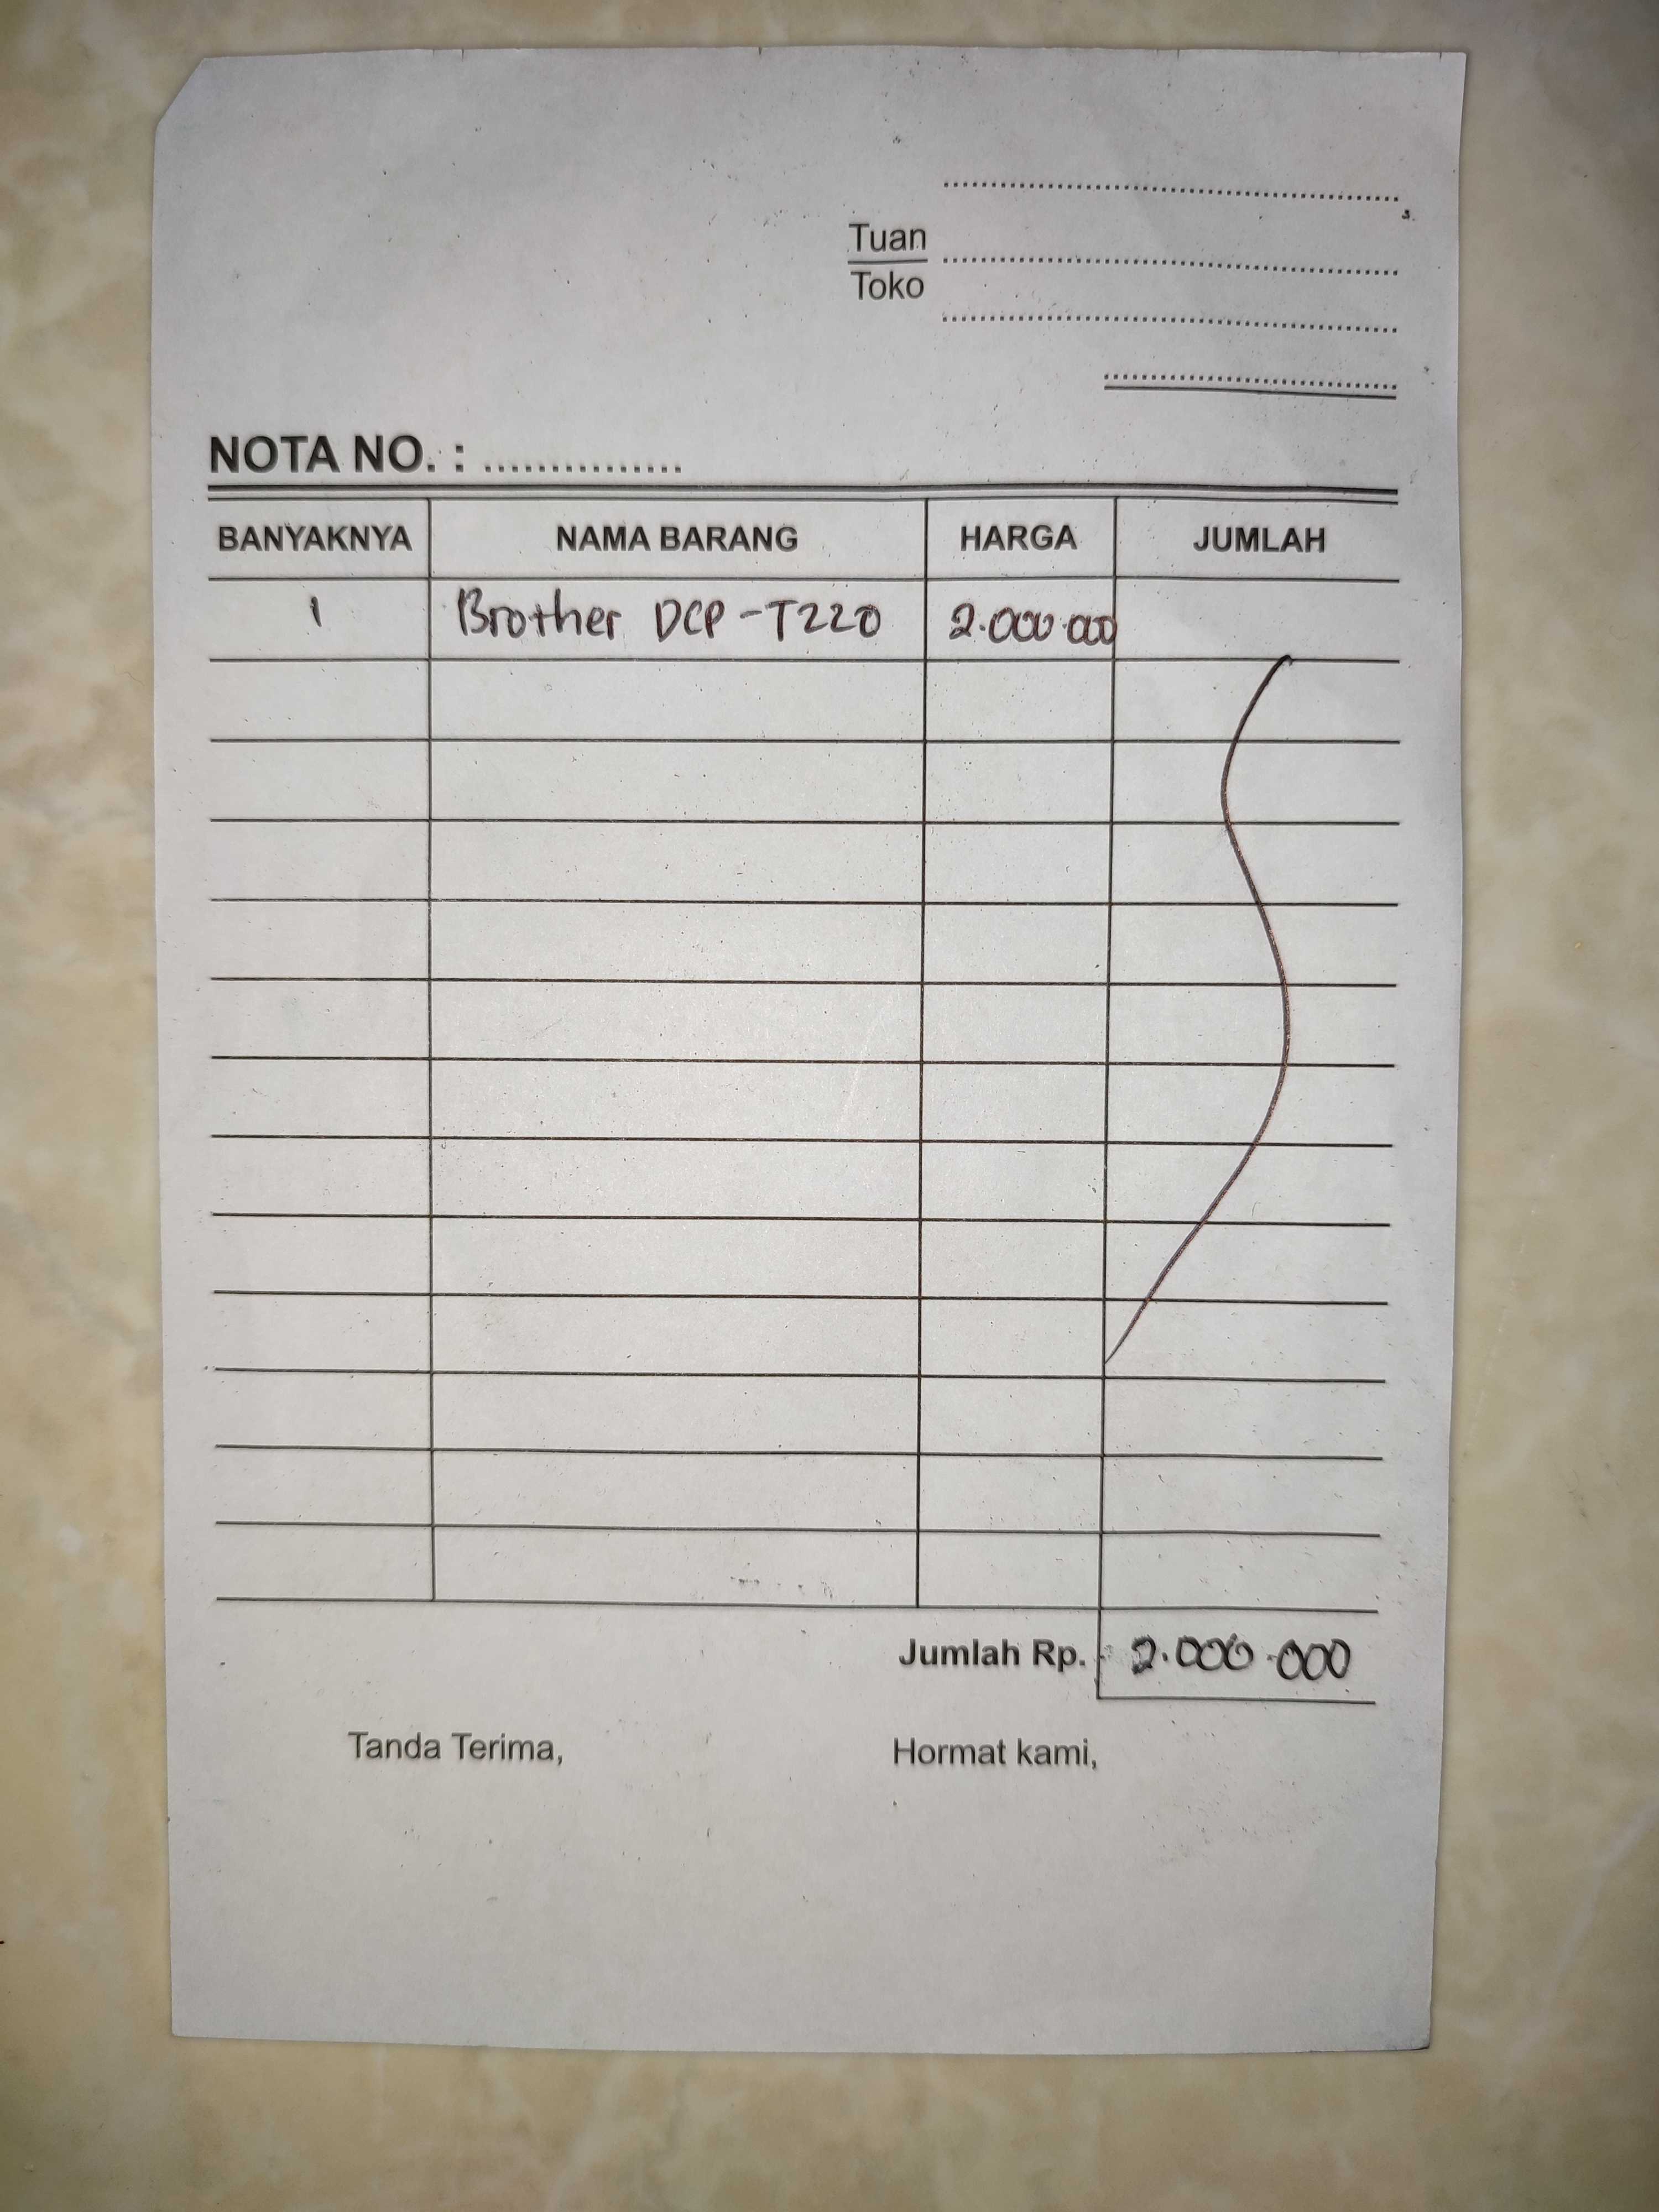 Tuan
Toko
NOTA NO. : ...............
BANYAKNYA NAMA BARANG HARGA JUMLAH
1 Brother DCP-T220 2.000.000
Jumlah Rp. 2.000.000
Tanda Terima, Hormat kami,